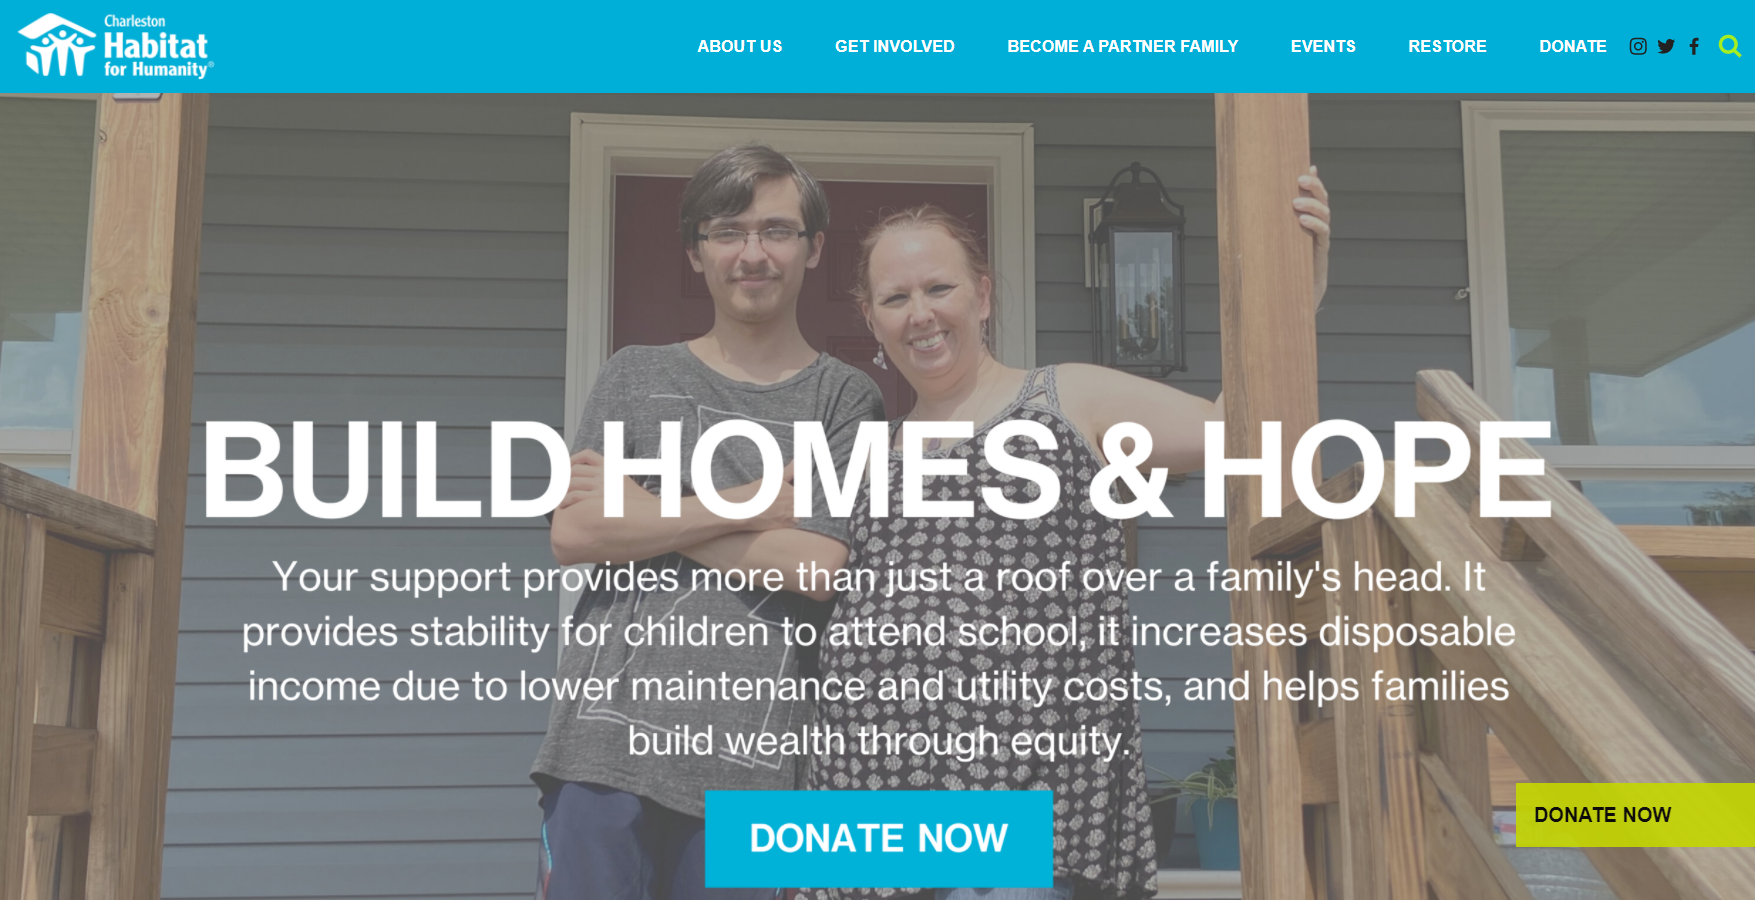 Charleston
Habitat
for Humanity®
ABOUT US
GET INVOLVED
BECOME A PARTNER FAMILY
EVENTS
RESTORE
DONATE
BUILD HOMES & HOPE
Your support provides more than just a roof over a family's head. It
provides stability for children to attend school, it increases disposable
income due to lower maintenance and utility costs, and helps families
build wealth through equity.
DONATE NOW
DONATE NOW